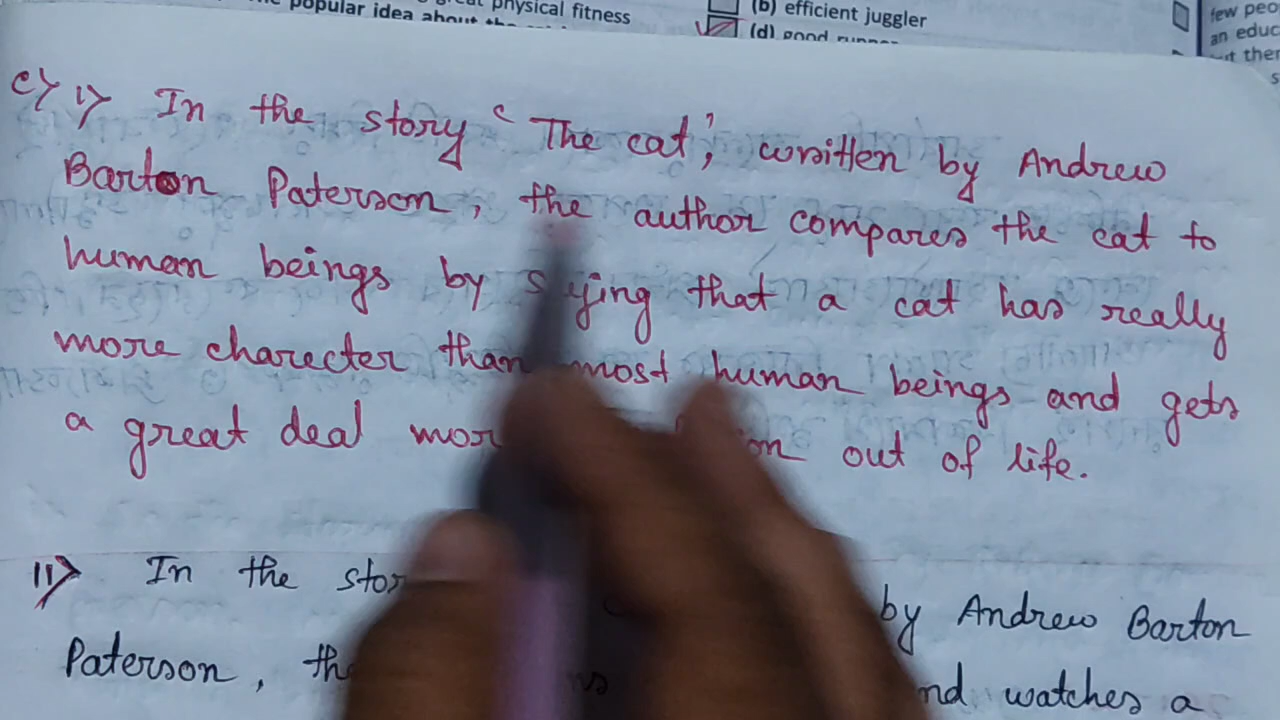 physical fitness
popular idea about the
(b) efficient juggler
(d) good runner
few peo
an educ
c) i) In the story 'The cat', written by Andrew
Barton Paterson, the author compares the cat to
human beings by saying that a cat has really
more charecter than most human beings and gets
a great deal mor out of life.
ii) In the stor by Andrew Barton
Paterson, th nd watches a